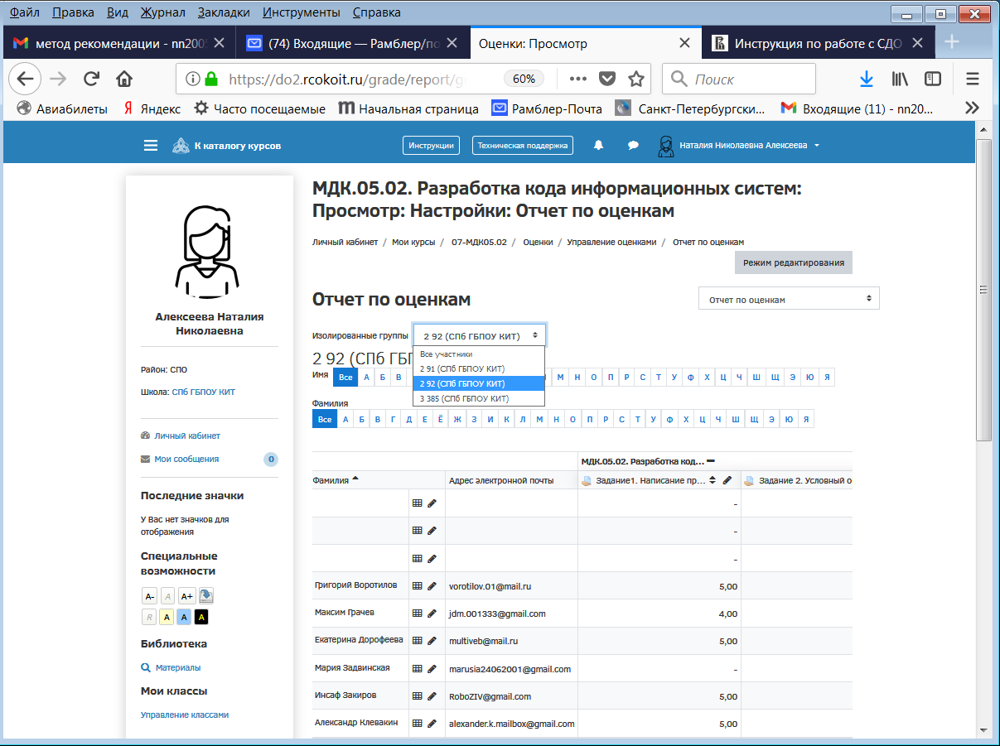 Файл Правка Вид Журнал Закладки Инструменты Справка
метод рекомендации - nn200 (74) Входящие — Рамблер/по Оценки: Просмотр Инструкция по работе с СДО
https://do2.rcokoit.ru/grade/report/g 60% Поиск
Авиабилеты Яндекс Часто посещаемые Начальная страница Рамблер-Почта Санкт-Петербургски... Входящие (11) - nn20...
К каталогу курсов Инструкции Техническая поддержка Наталия Николаевна Алексеева
МДК.05.02. Разработка кода информационных систем:
Просмотр: Настройки: Отчет по оценкам
Личный кабинет / Мои курсы / 07-МДК05.02 / Оценки / Управление оценками / Отчет по оценкам
Режим редактирования
Отчет по оценкам
Отчет по оценкам
Изолированные группы 2 92 (СПб ГБПОУ КИТ)
Все участники
2 91 (СПб ГБПОУ КИТ)
2 92 (СПб ГБПОУ КИТ)
3 385 (СПб ГБПОУ КИТ)
2 92 (СПб ГБП
Имя Все А Б В М Н О П Р С Т У Ф Х Ц Ч Ш Щ Э Ю Я
Фамилия
Все А Б В Г Д Е Ё Ж З И К Л М Н О П Р С Т У Ф Х Ц Ч Ш Щ Э Ю Я
МДК.05.02. Разработка код...
Фамилия Адрес электронной почты Задание1. Написание пр... Задание 2. Условный о
-
-
-
Григорий Воротилов vorotilov.01@mail.ru 5,00
Максим Грачев jdm.001333@gmail.com 4,00
Екатерина Дорофеева multiveb@mail.ru 5,00
Мария Задвинская marusia24062001@gmail.com -
Инсаф Закиров RoboZIV@gmail.com 5,00
Александр Клевакин alexander.k.mailbox@gmail.com 5,00
Алексеева Наталия
Николаевна
Район: СПО
Школа: СПб ГБПОУ КИТ
Личный кабинет
Мои сообщения 0
Последние значки
У Вас нет значков для
отображения
Специальные
возможности
A- A A+
R A A A
Библиотека
Материалы
Мои классы
Управление классами